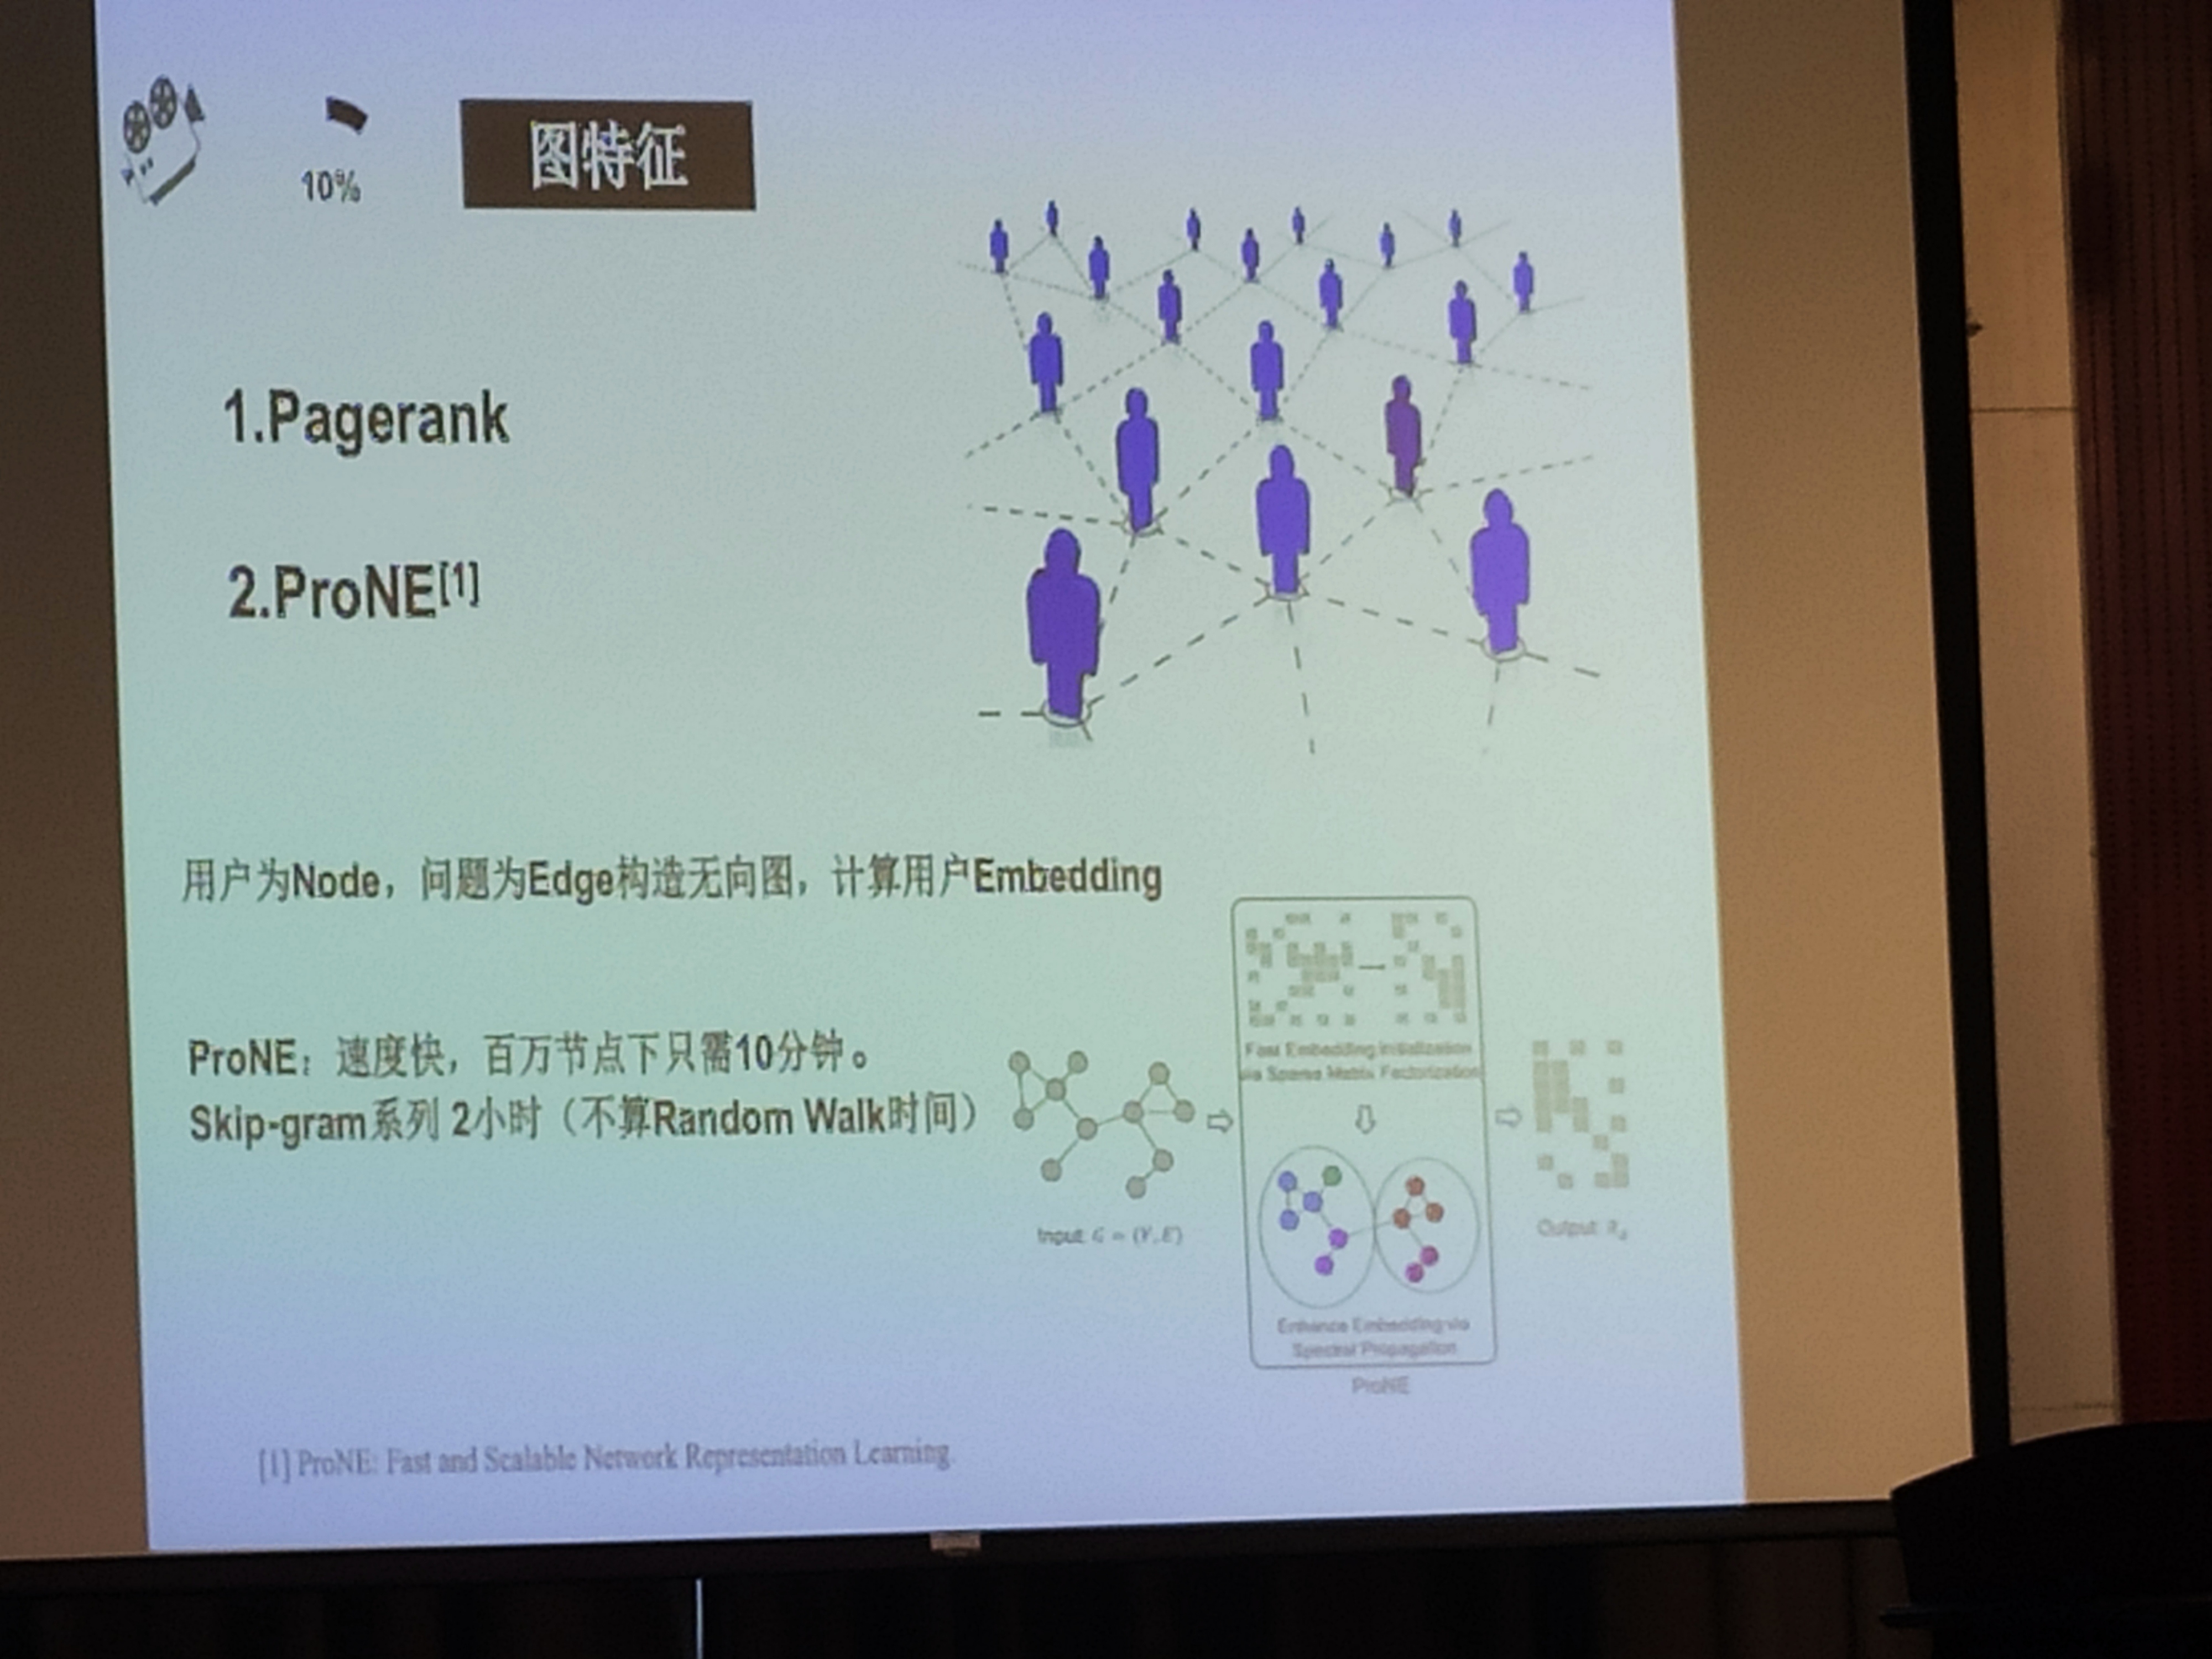 10%
图特征
1.Pagerank
2.ProNE[1]
用户为Node，问题为Edge构造无向图，计算用户Embedding
ProNE：速度快，百万节点下只需10分钟。
Skip-gram系列 2小时（不算Random Walk时间）
Fast Embedding Initialization
via Sparse Matrix Factorization
Input: G = (V, E)
Output: R_d
Enhance Embedding via
Spectral Propagation
ProNE
[1] ProNE: Fast and Scalable Network Representation Learning.